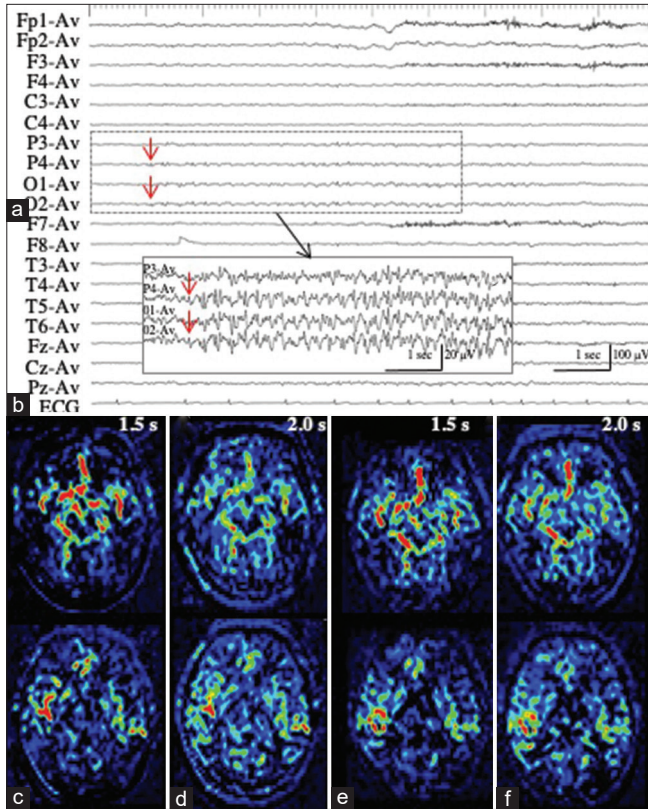 Fp1-Av
Fp2-Av
F3-Av
F4-Av
C3-Av
C4-Av
P3-Av
P4-Av
O1-Av
a O2-Av
F7-Av
F8-Av
T3-Av
P3-Av
T4-Av
P4-Av
T5-Av
01-Av
T6-Av
02-Av
Fz-Av
1 sec 20 µV 1 sec 100 µV
Cz-Av
Pz-Av
b ECG
1.5 s 2.0 s 1.5 s 2.0 s
c d e f